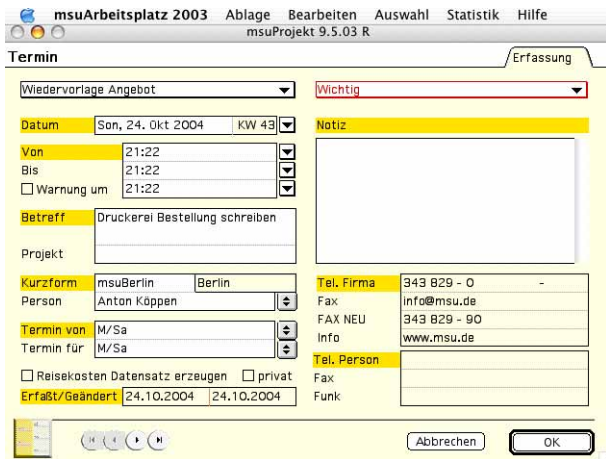 msuArbeitsplatz 2003 Ablage Bearbeiten Auswahl Statistik Hilfe
msuProjekt 9.5.03 R
Termin
Erfassung
Wiedervorlage Angebot
Wichtig
Datum Son, 24. Okt 2004 KW 43
Notiz
Von 21:22
Bis 21:22
Warnung um 21:22
Betreff Druckerei Bestellung schreiben
Projekt
Kurzform msuBerlin Berlin
Person Anton Köppen
Tel. Firma 343 829 - 0 -
Fax info@msu.de
FAX NEU 343 829 - 90
Info www.msu.de
Termin von M/Sa
Termin für M/Sa
Tel. Person
Fax
Funk
Reisekosten Datensatz erzeugen privat
Erfaßt/Geändert 24.10.2004 24.10.2004
Abbrechen
OK